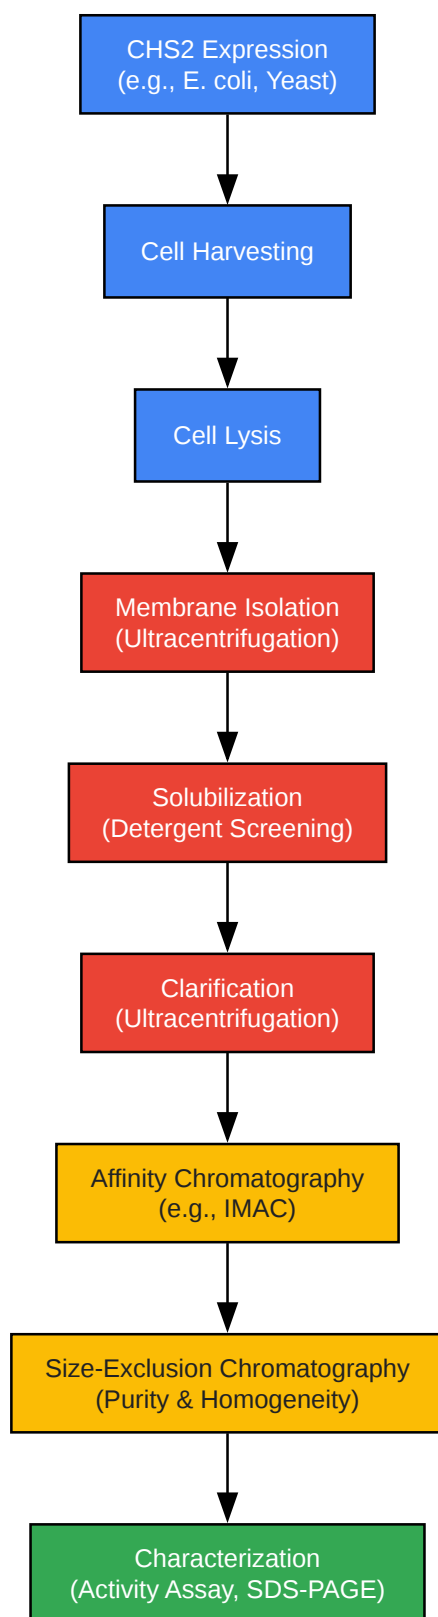 CHS2 Expression
(e.g., E. coli, Yeast)
Cell Harvesting
Cell Lysis
Membrane Isolation
(Ultracentrifugation)
Solubilization
(Detergent Screening)
Clarification
(Ultracentrifugation)
Affinity Chromatography
(e.g., IMAC)
Size-Exclusion Chromatography
(Purity & Homogeneity)
Characterization
(Activity Assay, SDS-PAGE)